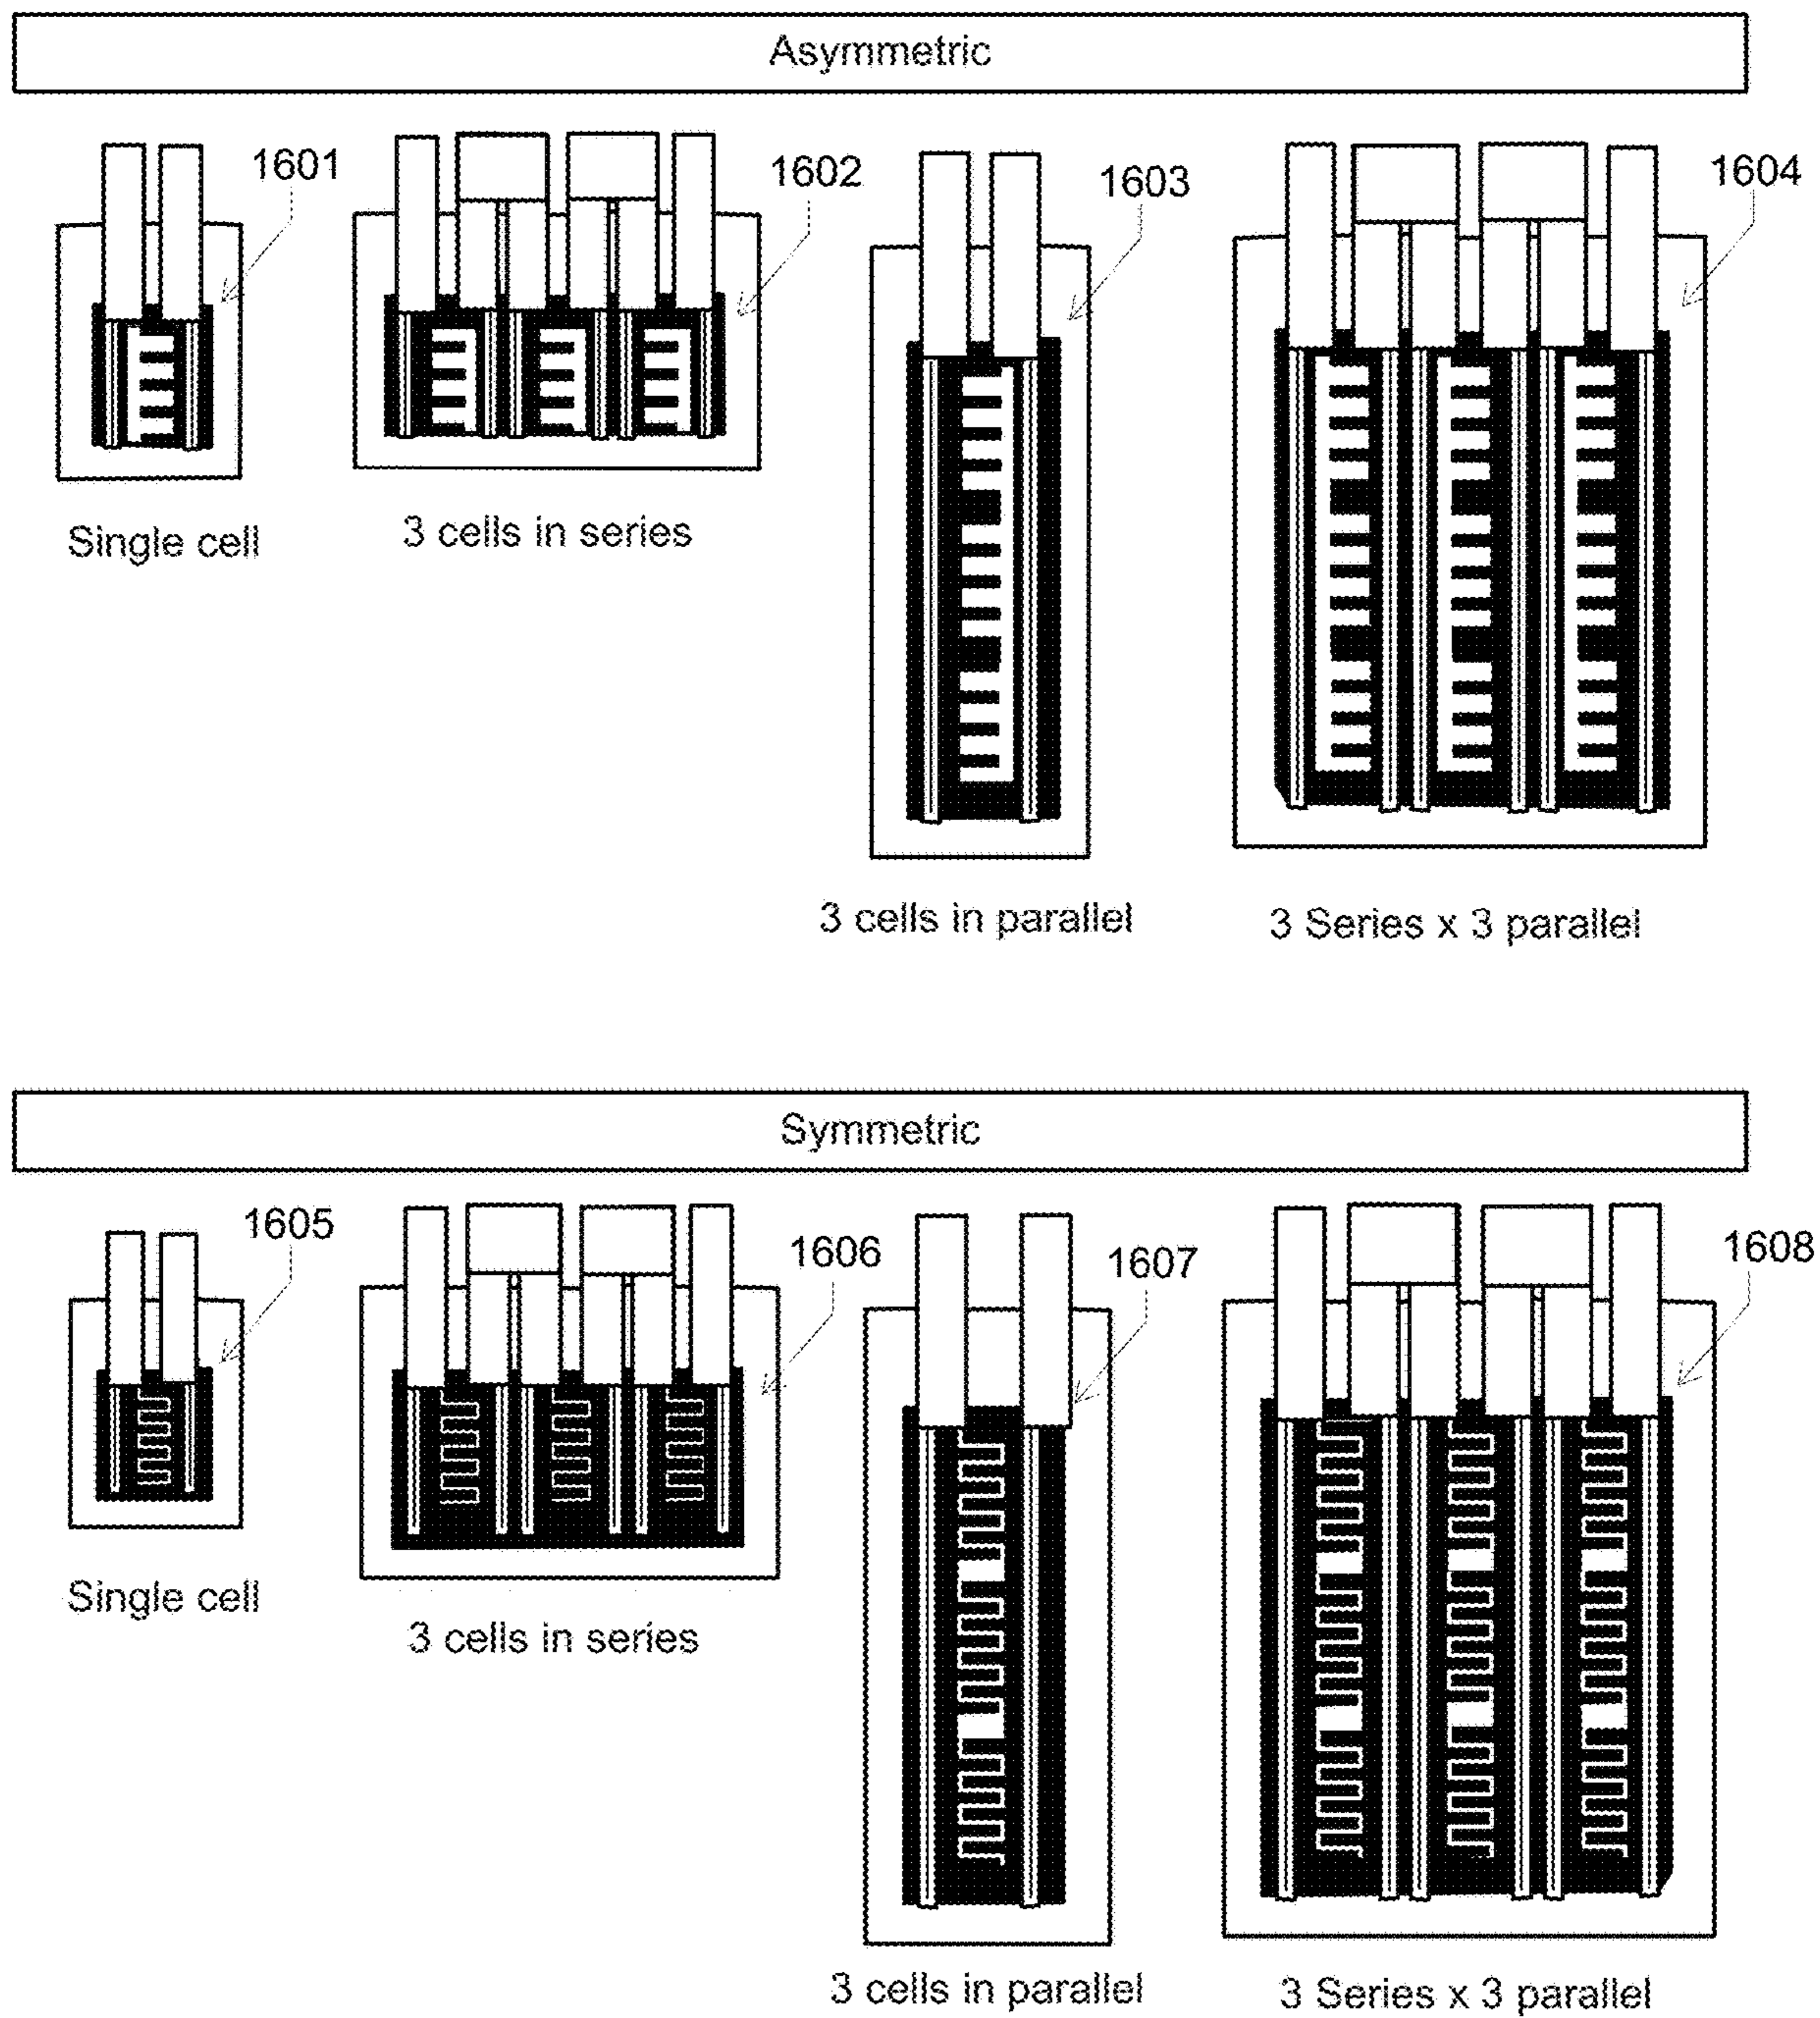 Asymmetric
1601
1602
1603
1604
Single cell
3 cells in series
3 cells in parallel
3 Series x 3 parallel
Symmetric
1605
1606
1607
1608
Single cell
3 cells in series
3 cells in parallel
3 Series x 3 parallel